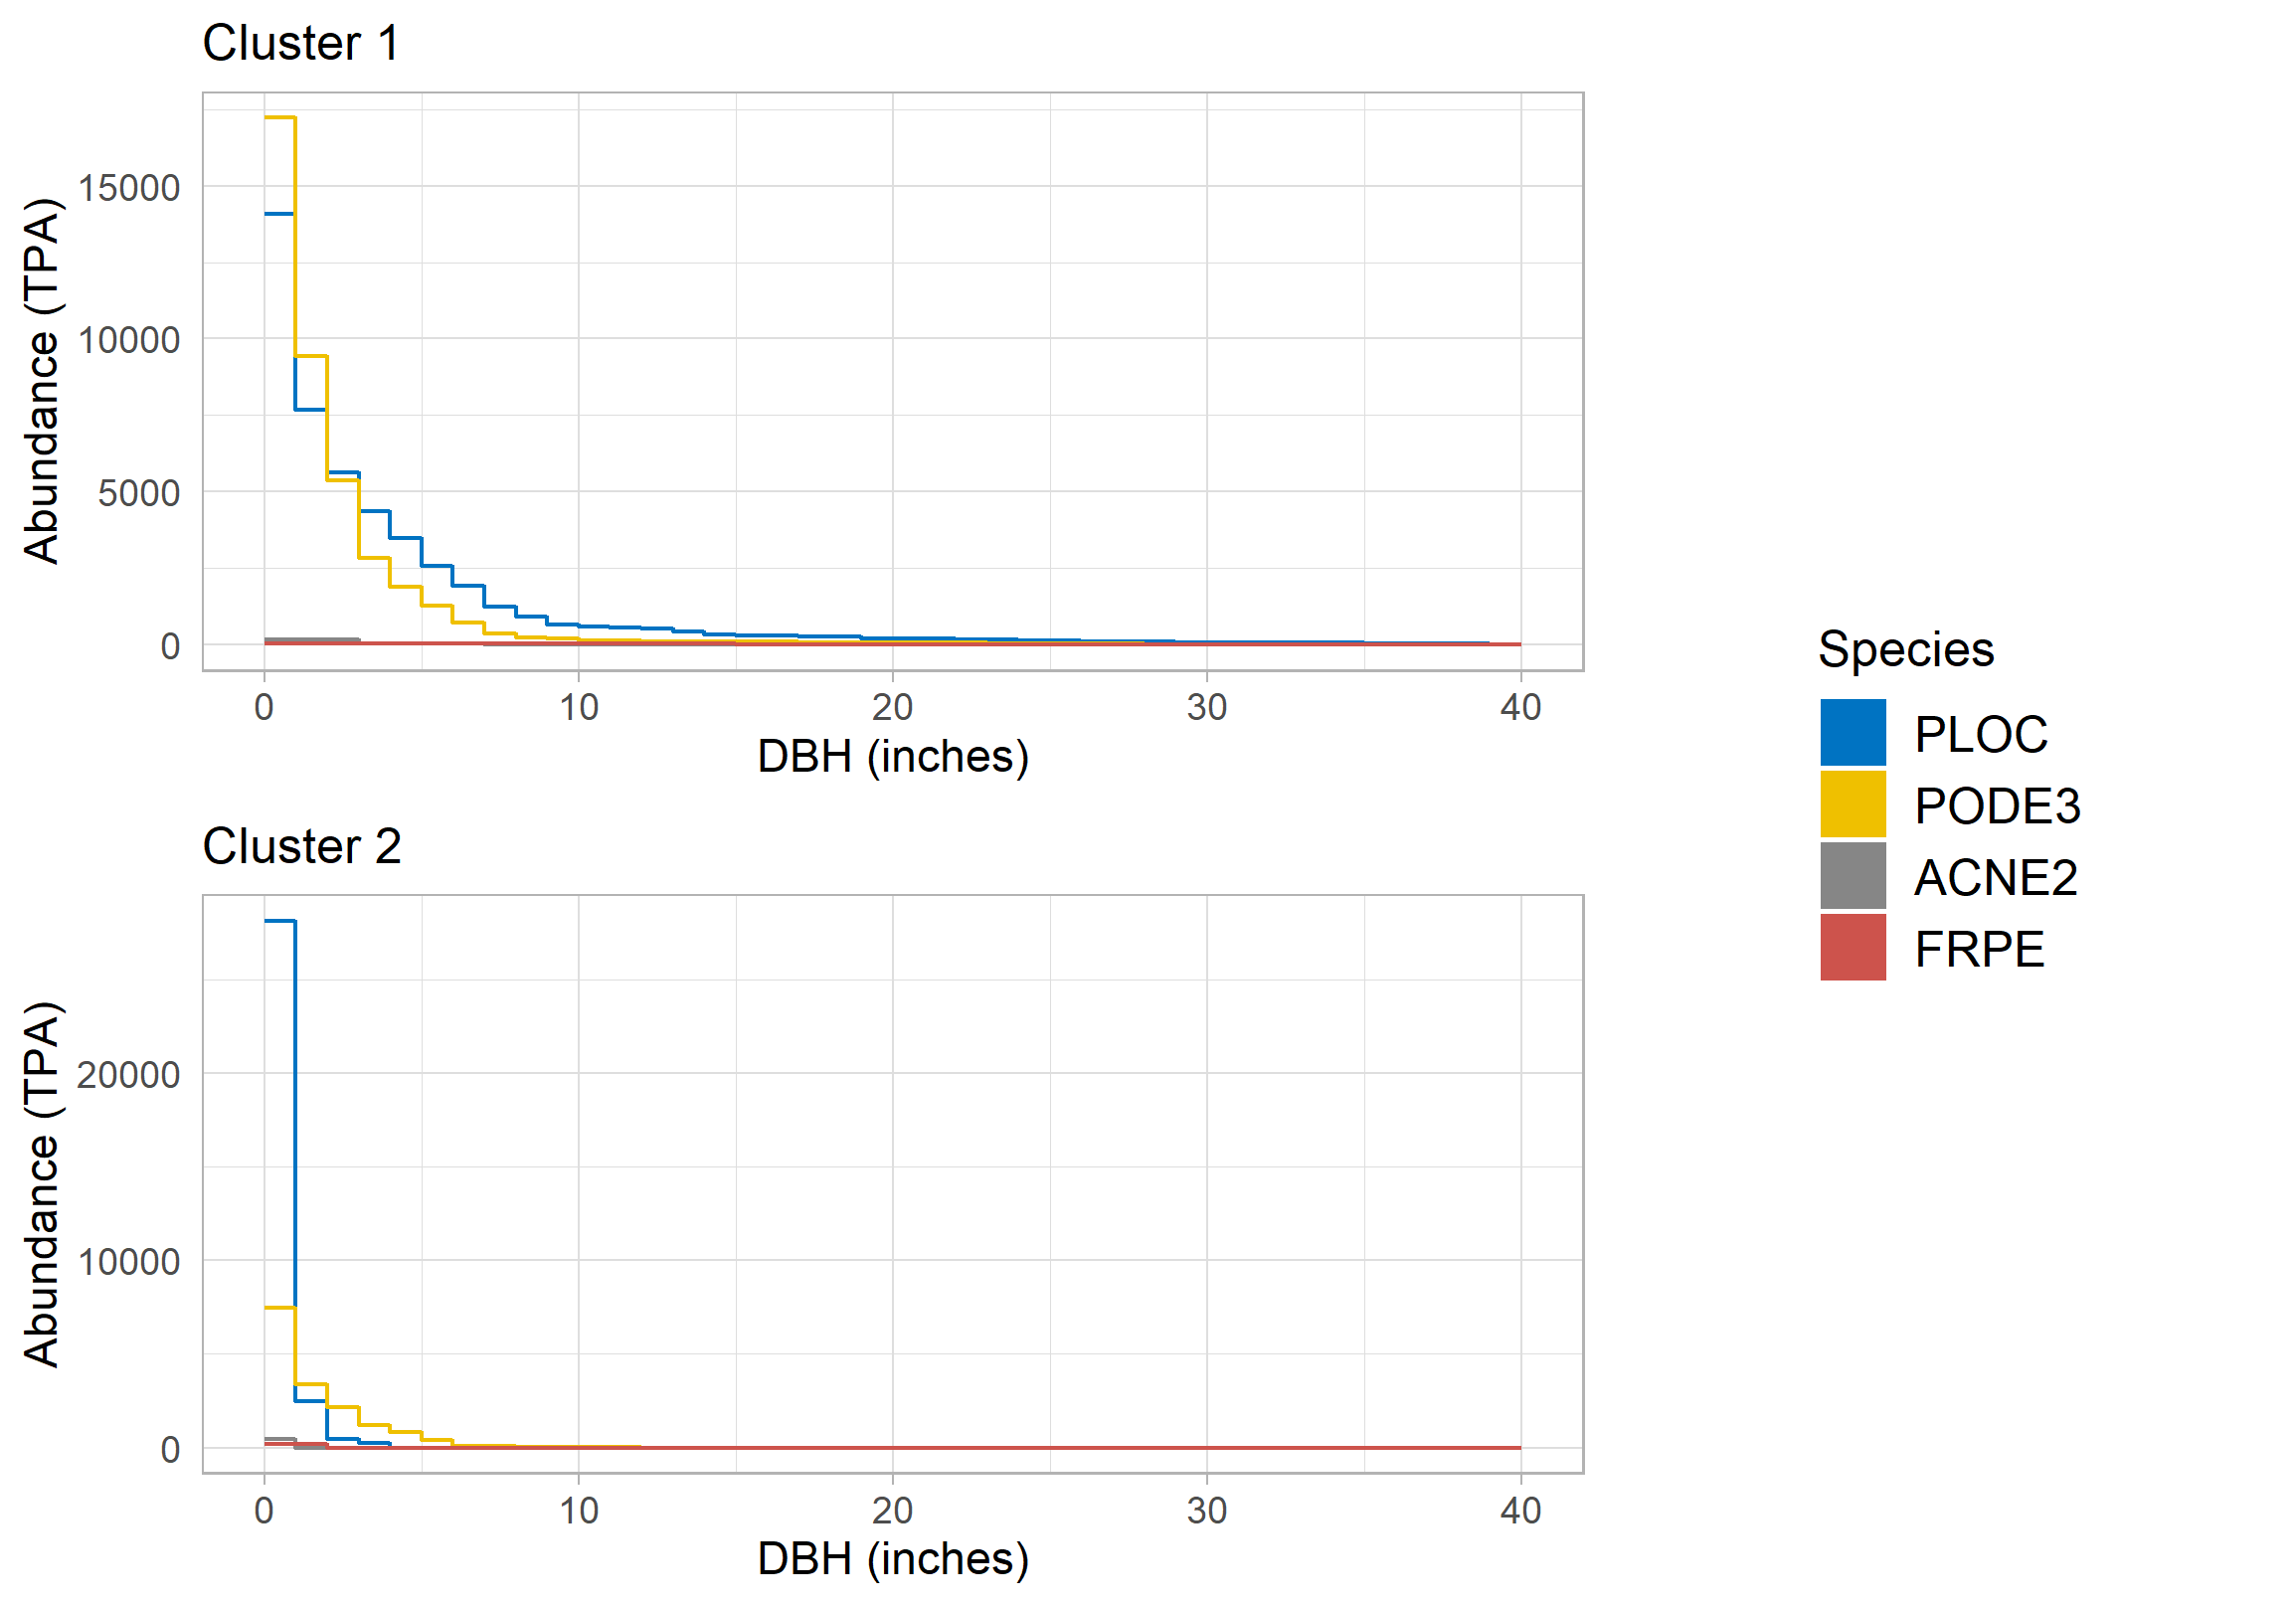 Cluster 1
Abundance (TPA)
15000
10000
5000
0
0 10 20 30 40
DBH (inches)
Cluster 2
Abundance (TPA)
20000
10000
0
0 10 20 30 40
DBH (inches)
Species
PLOC
PODE3
ACNE2
FRPE